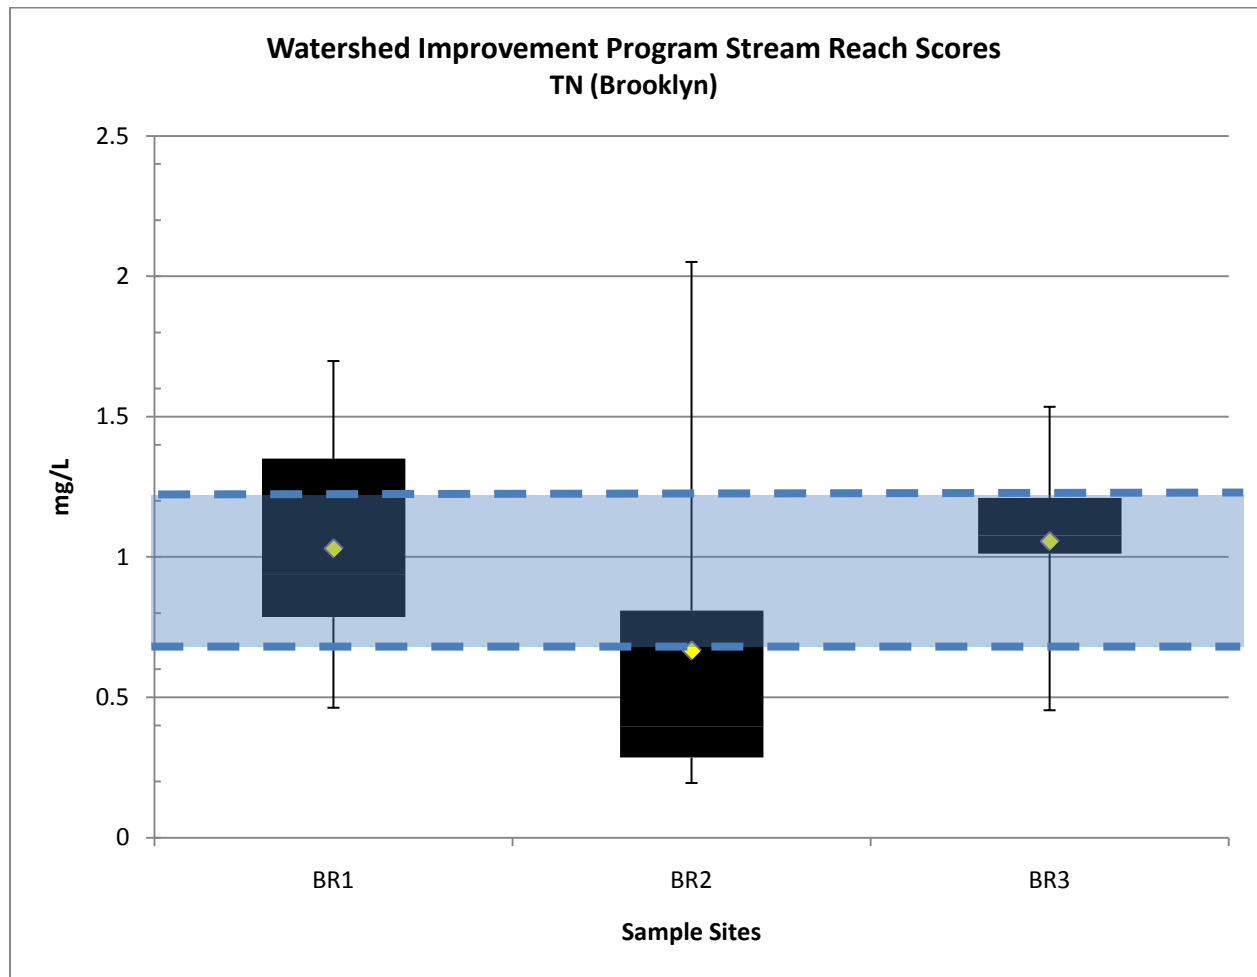 Watershed Improvement Program Stream Reach Scores
TN (Brooklyn)
2.5
2
1.5
1
0.5
0
mg/L
BR1 BR2 BR3
Sample Sites